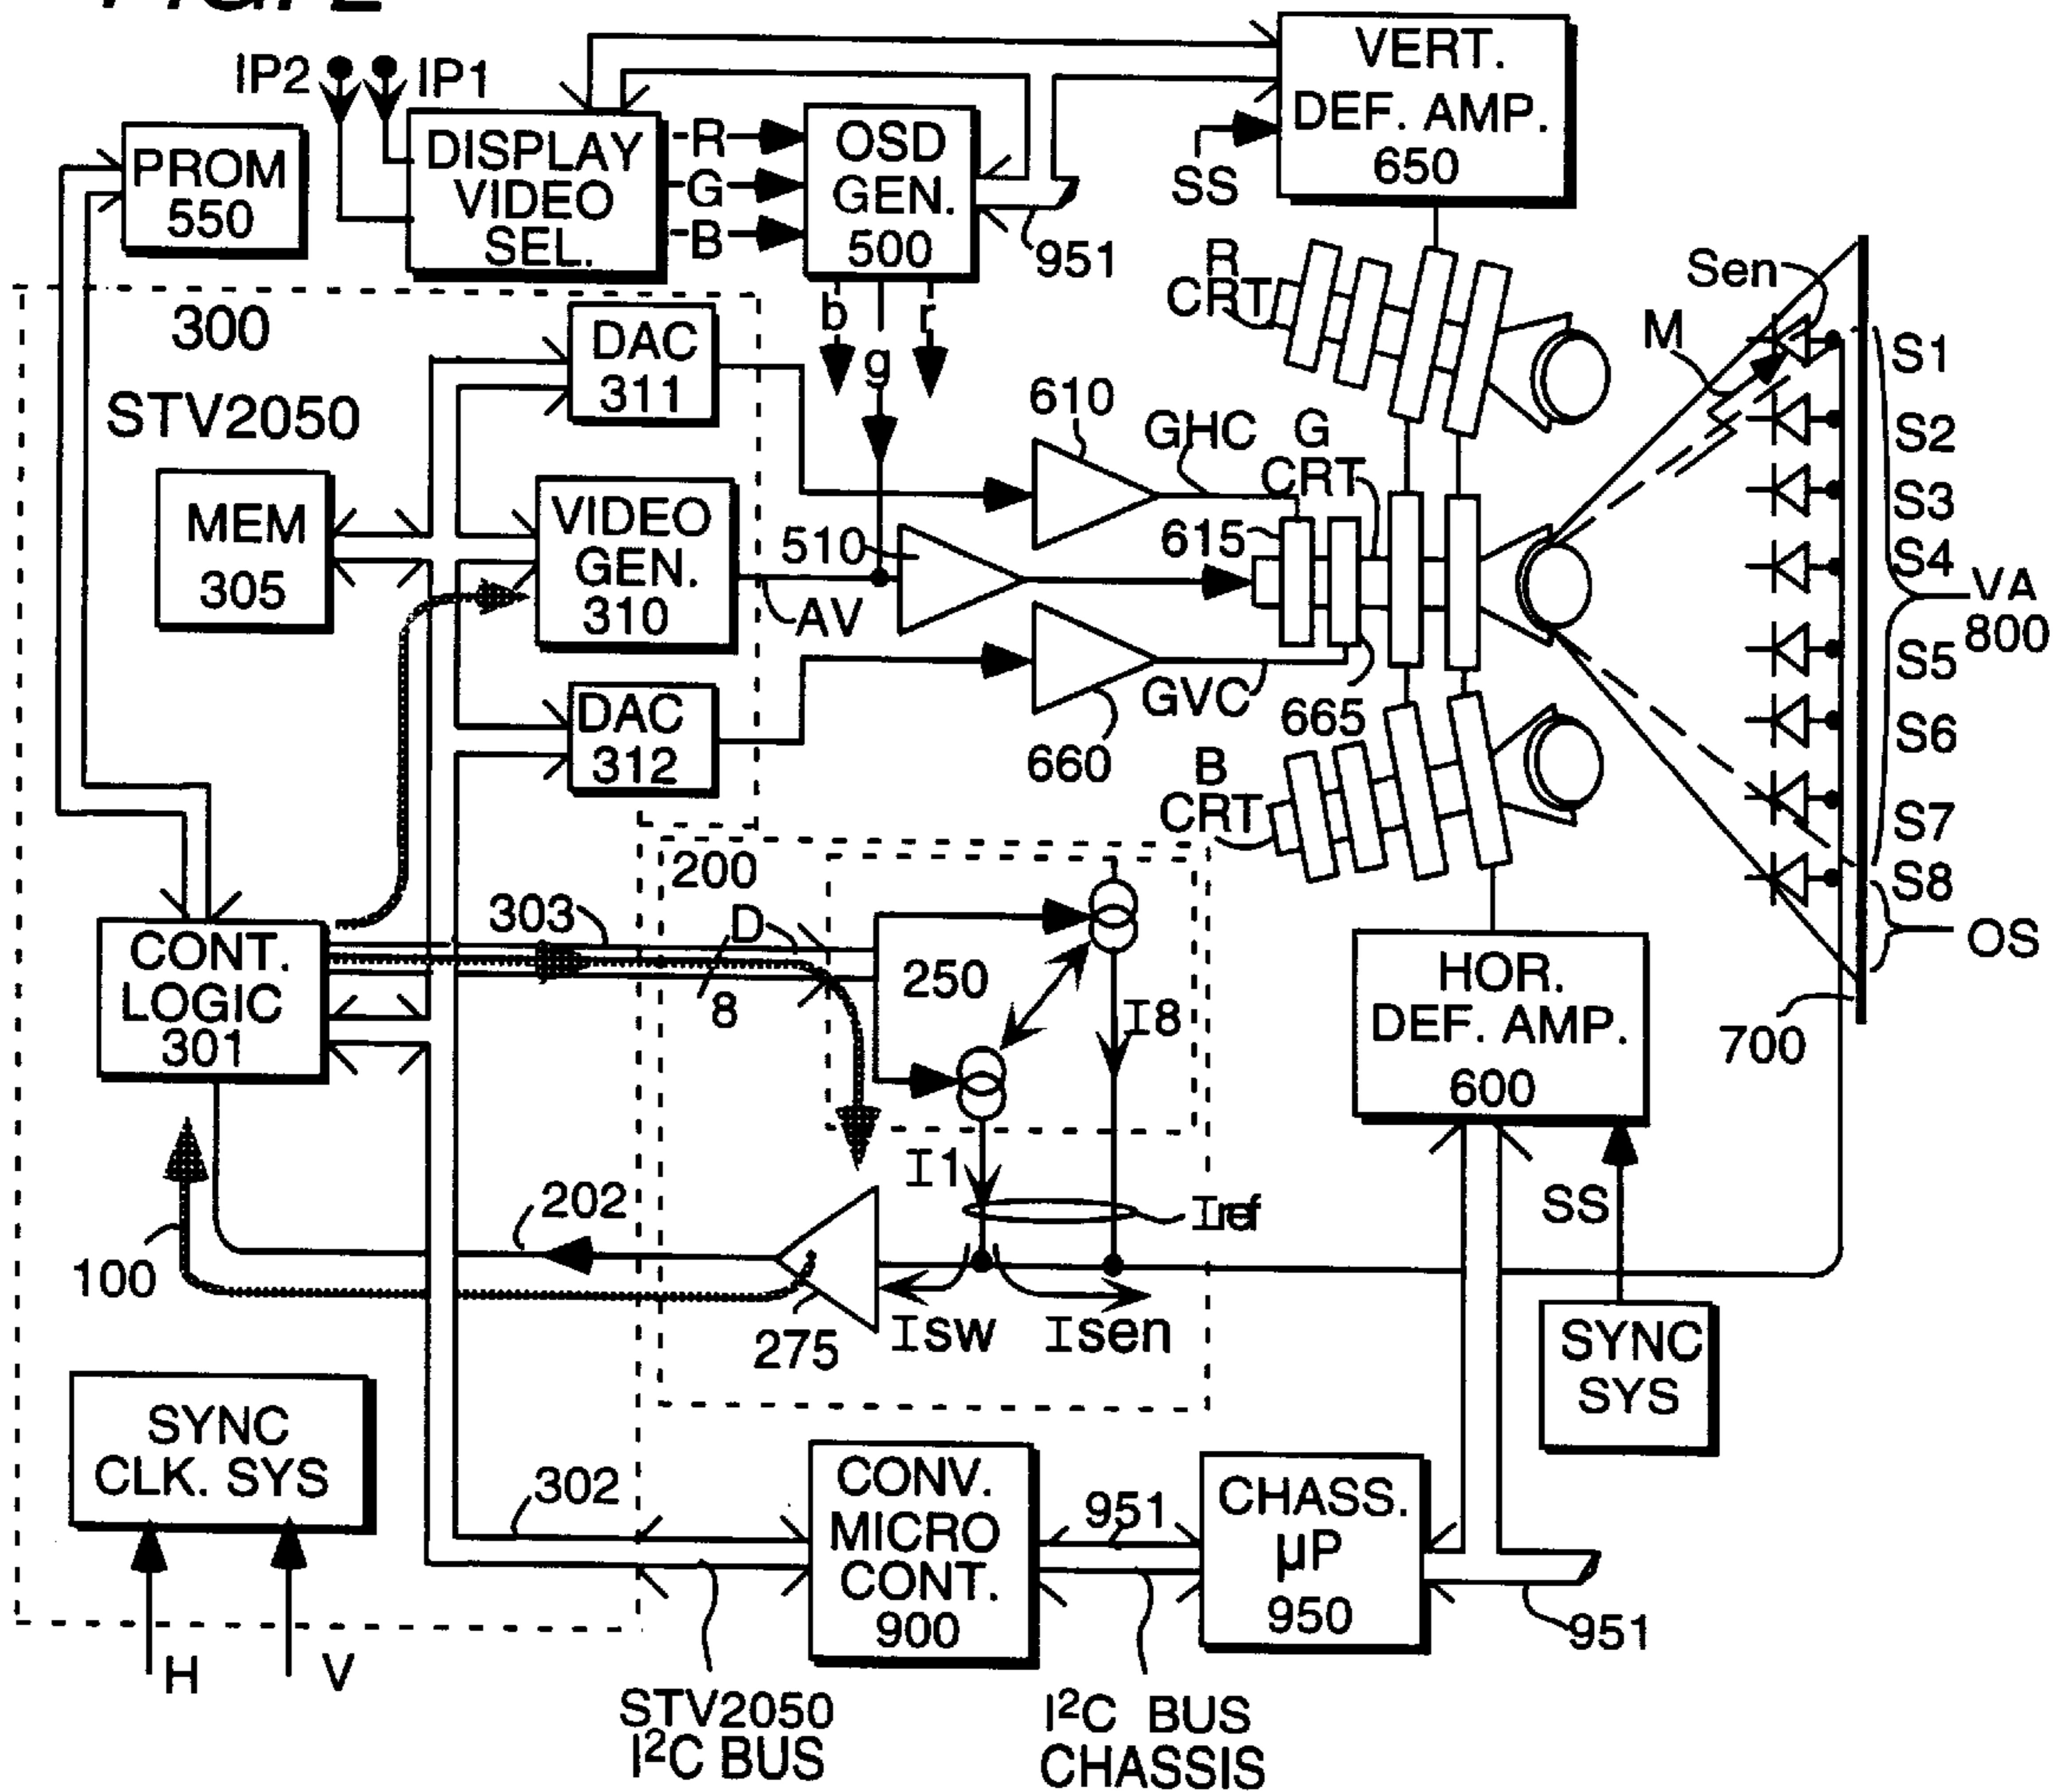 IP2
IP1
VERT.
DEF. AMP.
650
SS
PROM
550
DISPLAY
VIDEO
SEL.
R
G
B
OSD
GEN.
500
951
b
g
r
300
STV2050
DAC
311
MEM
305
VIDEO
GEN.
310
DAC
312
AV
510
610
GHC
G
CRT
615
GVC
660
665
R
CRT
B
CRT
Sen
M
S1
S2
S3
S4
S5
S6
S7
S8
VA
800
OS
700
CONT.
LOGIC
301
303
D
8
200
250
I8
I1
Iref
202
100
275
Isw
Isen
HOR.
DEF. AMP.
600
SS
SYNC
SYS
SYNC
CLK. SYS
H
V
302
CONV.
MICRO
CONT.
900
951
CHASS.
µP
950
951
STV2050
I²C BUS
I²C BUS
CHASSIS